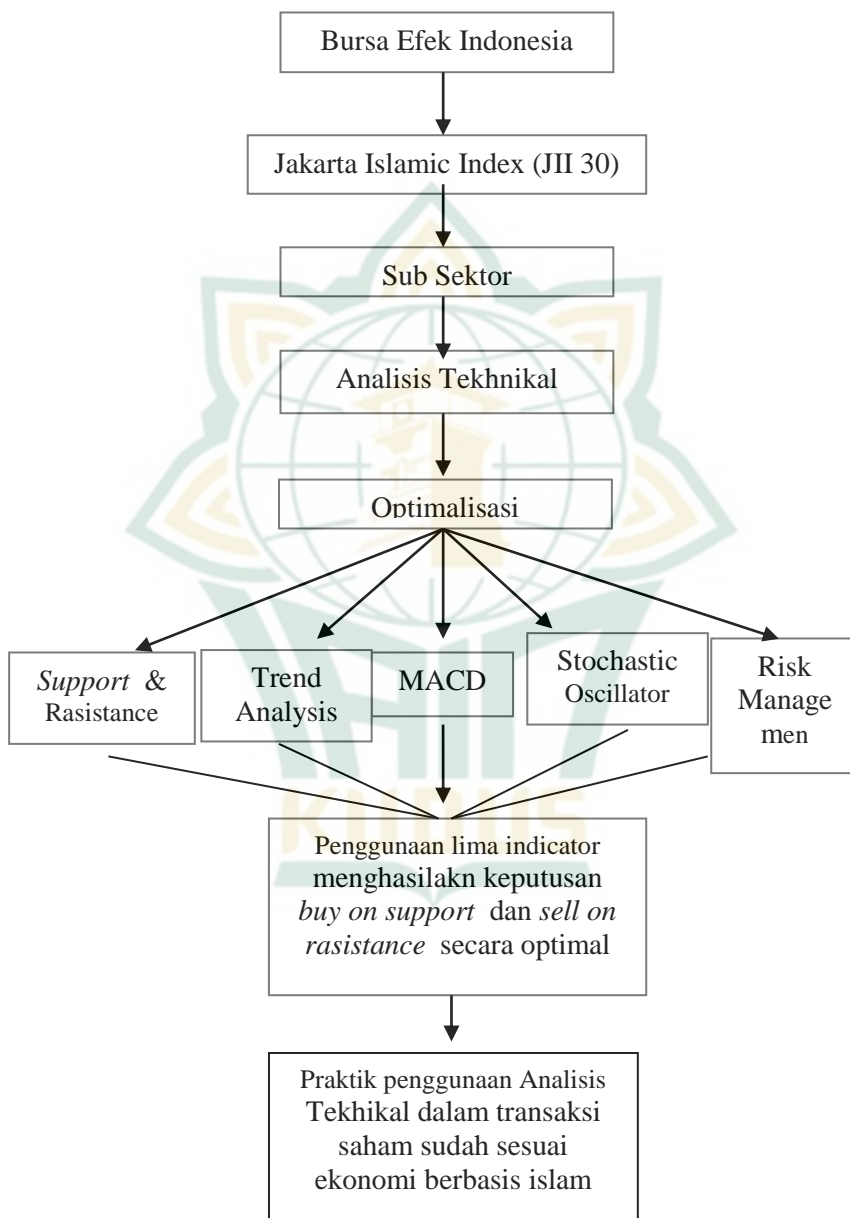 Bursa Efek Indonesia
Jakarta Islamic Index (JII 30)
Sub Sektor
Analisis Tekhnikal
Optimalisasi
Support &
Rasistance
Trend
Analysis
MACD
Stochastic
Oscillator
Risk
Manage
men
Penggunaan lima indicator
menghasilakn keputusan
buy on support dan sell on
rasistance secara optimal
Praktik penggunaan Analisis
Tekhikal dalam transaksi
saham sudah sesuai
ekonomi berbasis islam
KUDUS